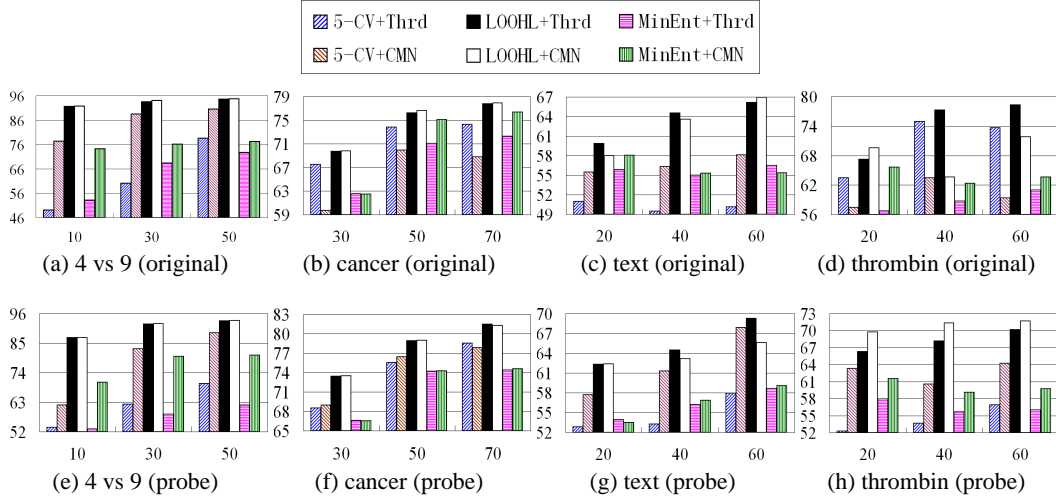 5-CV+Thrd LOOHL+Thrd MinEnt+Thrd
5-CV+CMN LOOHL+CMN MinEnt+CMN
96
86
76
66
56
46
10 30 50
(a) 4 vs 9 (original)
79
75
71
67
63
59
30 50 70
(b) cancer (original)
67
64
61
58
55
52
49
20 40 60
(c) text (original)
80
74
68
62
56
20 40 60
(d) thrombin (original)
96
85
74
63
52
10 30 50
(e) 4 vs 9 (probe)
83
80
77
74
71
68
65
30 50 70
(f) cancer (probe)
70
67
64
61
58
55
52
20 40 60
(g) text (probe)
73
70
67
64
61
58
55
52
20 40 60
(h) thrombin (probe)